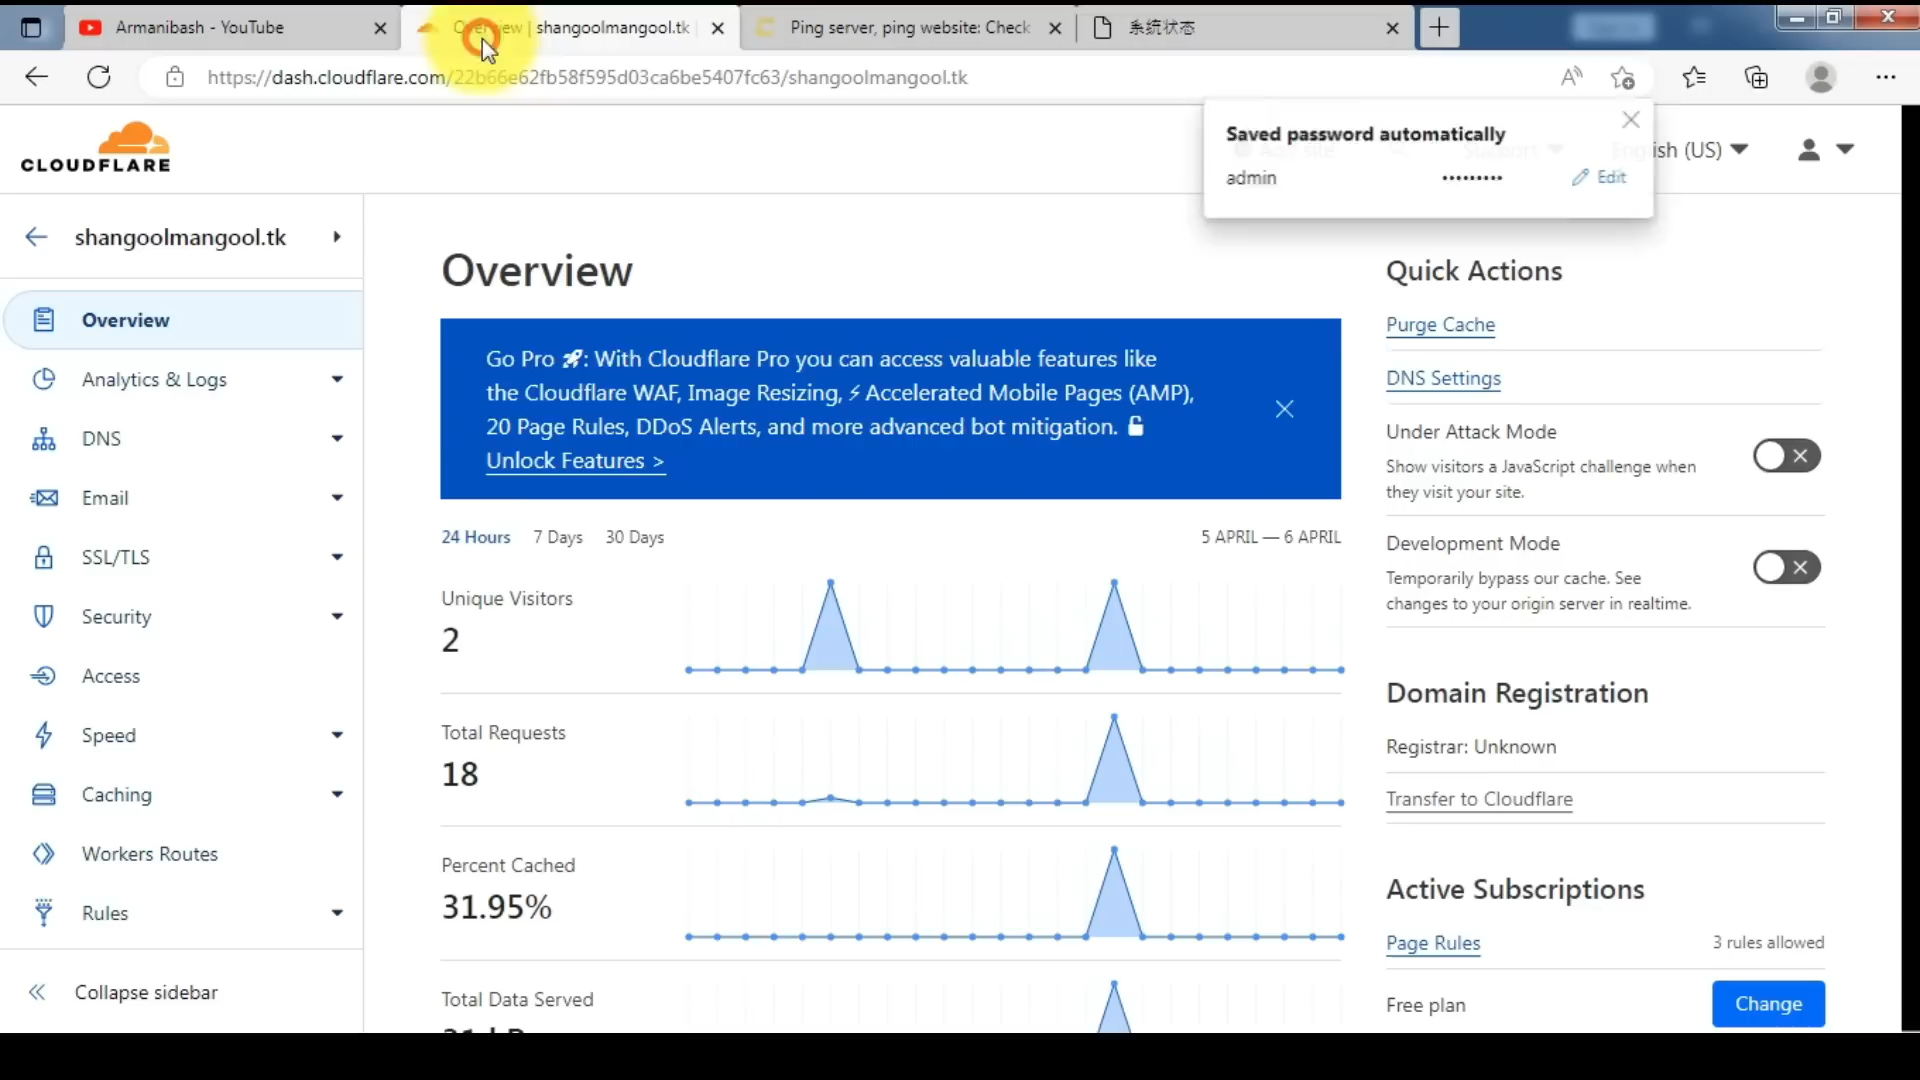 Armanibash - YouTube
Overview | shangoolmangool.tk
Ping server, ping website: Check
系统状态
https://dash.cloudflare.com/22b66e62fb58f595d03ca6be5407fc63/shangoolmangool.tk
CLOUDFLARE
Saved password automatically
admin
••••••••• Edit
ish (US)
shangoolmangool.tk
Overview
Analytics & Logs
DNS
Email
SSL/TLS
Security
Access
Speed
Caching
Workers Routes
Rules
Collapse sidebar
Overview
Go Pro 🚀: With Cloudflare Pro you can access valuable features like
the Cloudflare WAF, Image Resizing, ⚡ Accelerated Mobile Pages (AMP),
20 Page Rules, DDoS Alerts, and more advanced bot mitigation. 🔓
Unlock Features >
24 Hours 7 Days 30 Days
5 APRIL — 6 APRIL
Unique Visitors
2
Total Requests
18
Percent Cached
31.95%
Total Data Served
Quick Actions
Purge Cache
DNS Settings
Under Attack Mode
Show visitors a JavaScript challenge when
they visit your site.
Development Mode
Temporarily bypass our cache. See
changes to your origin server in realtime.
Domain Registration
Registrar: Unknown
Transfer to Cloudflare
Active Subscriptions
Page Rules
3 rules allowed
Free plan
Change